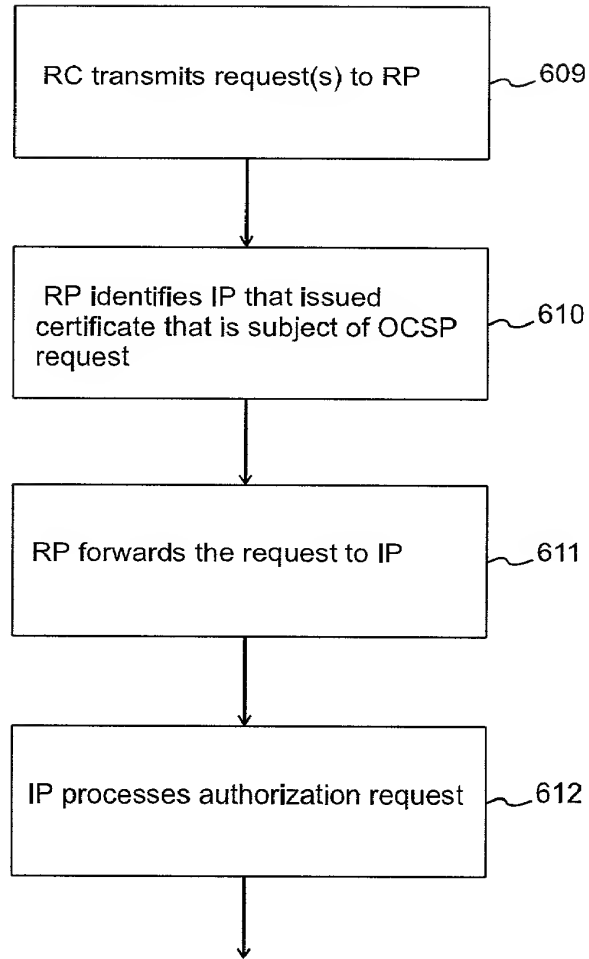 RC transmits request(s) to RP
609
RP identifies IP that issued
certificate that is subject of OCSP
request
610
RP forwards the request to IP
611
IP processes authorization request
612